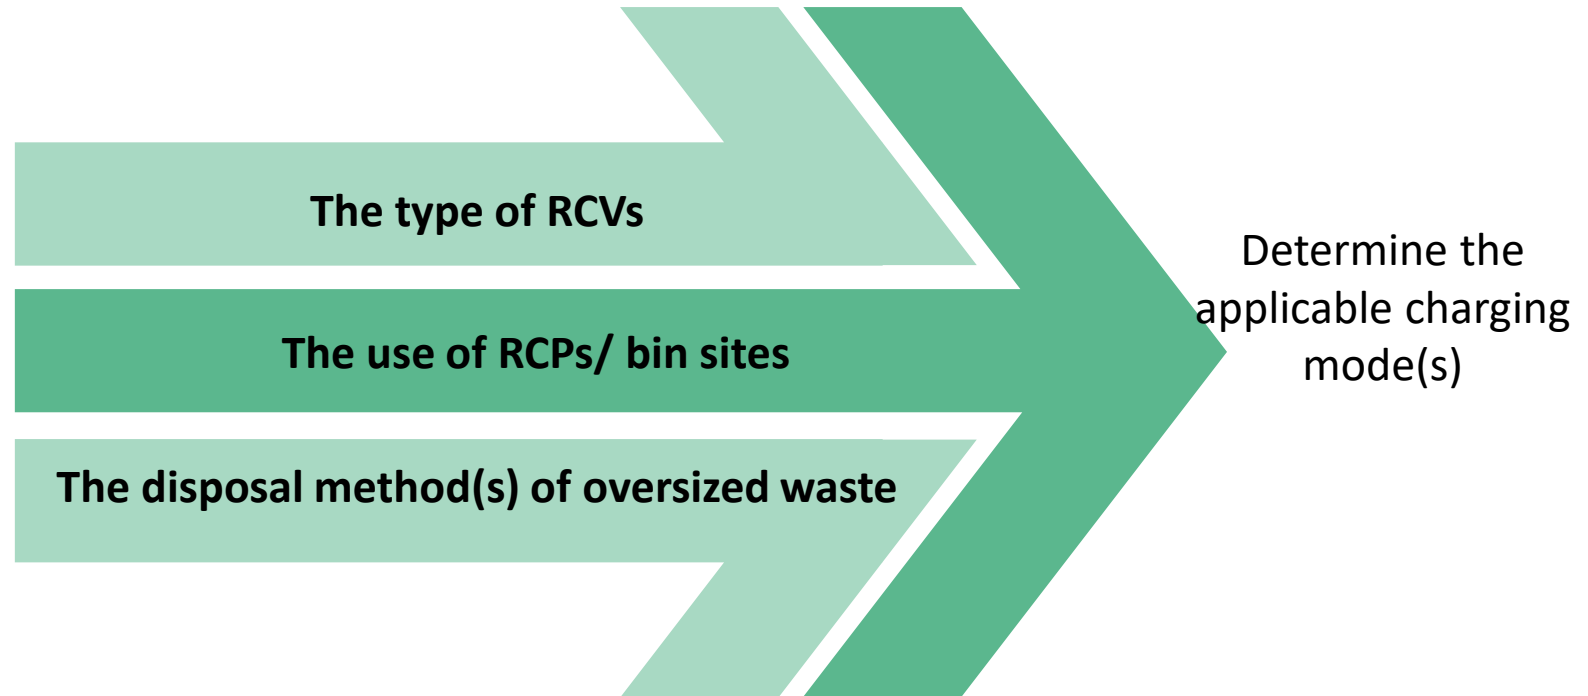 The type of RCVs
The use of RCPs/ bin sites
The disposal method(s) of oversized waste
Determine the
applicable charging
mode(s)